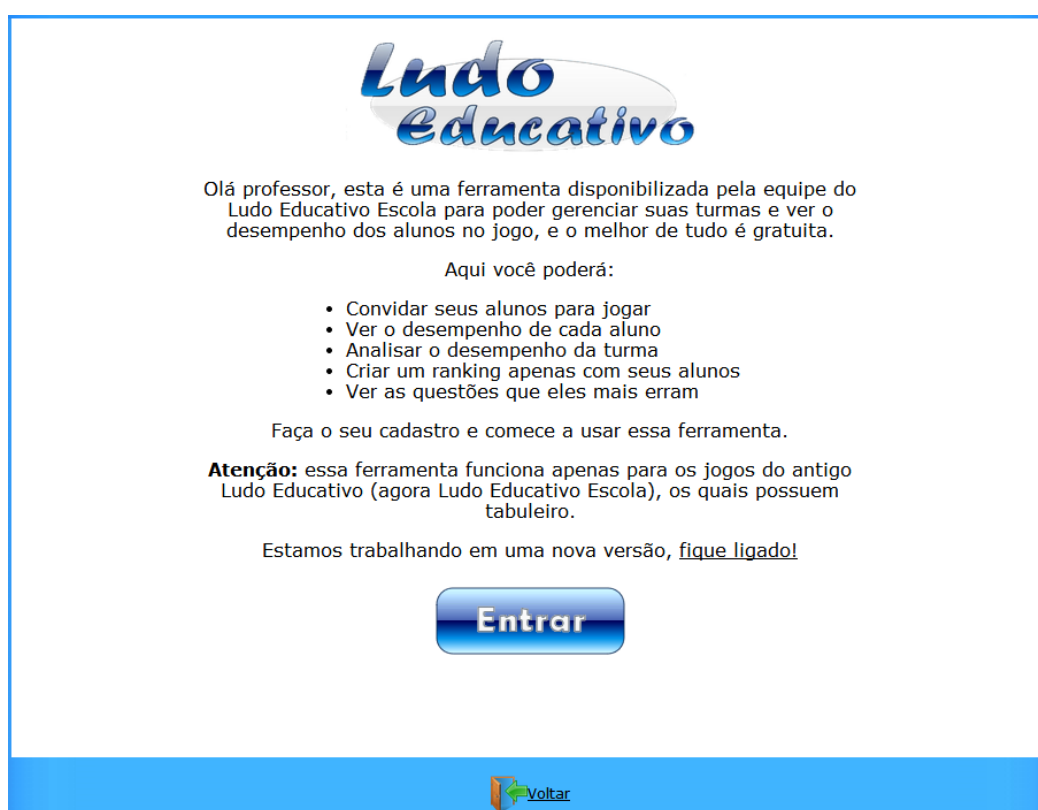 Ludo
Educativo
Olá professor, esta é uma ferramenta disponibilizada pela equipe do
Ludo Educativo Escola para poder gerenciar suas turmas e ver o
desempenho dos alunos no jogo, e o melhor de tudo é gratuita.
Aqui você poderá:
• Convidar seus alunos para jogar
• Ver o desempenho de cada aluno
• Analisar o desempenho da turma
• Criar um ranking apenas com seus alunos
• Ver as questões que eles mais erram
Faça o seu cadastro e comece a usar essa ferramenta.
Atenção: essa ferramenta funciona apenas para os jogos do antigo
Ludo Educativo (agora Ludo Educativo Escola), os quais possuem
tabuleiro.
Estamos trabalhando em uma nova versão, fique ligado!
Entrar
Voltar